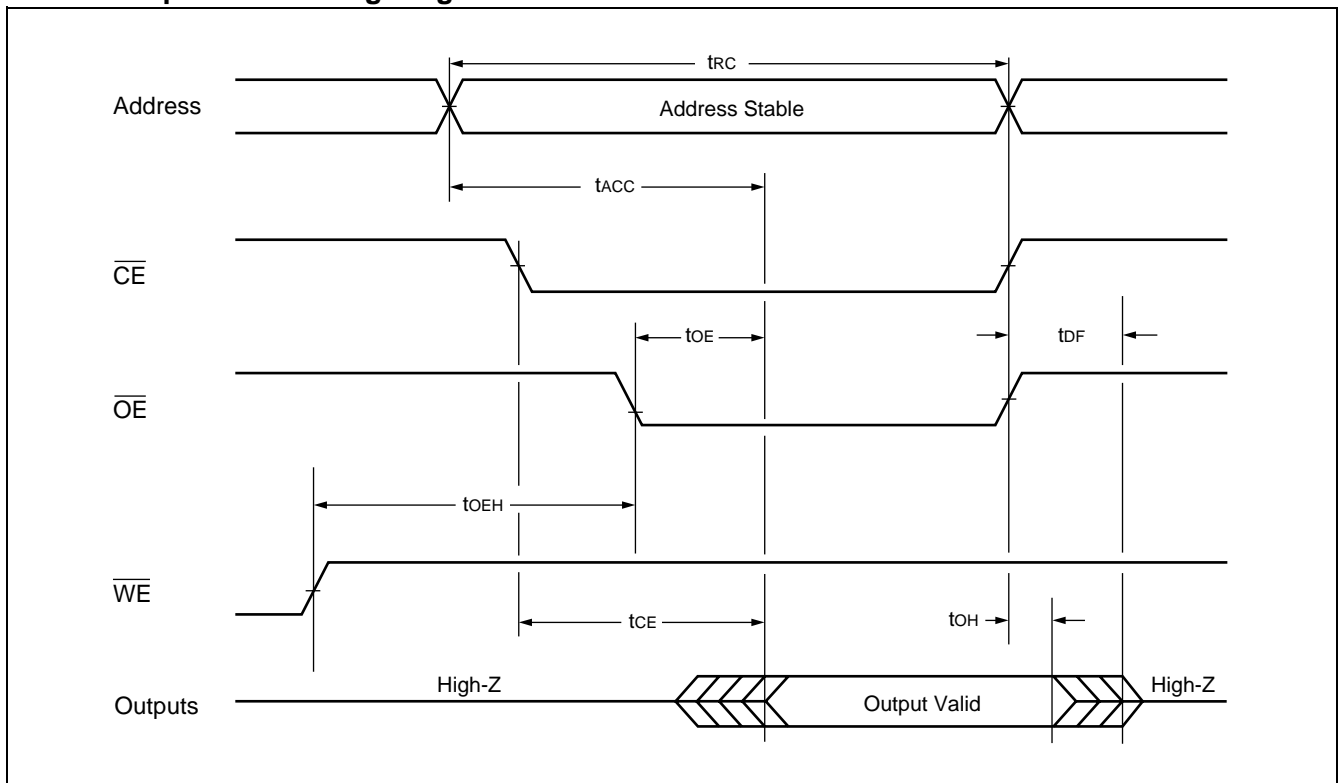 tRC
Address
Address Stable
tACC
CE
tOE
tDF
OE
tOEH
WE
tCE
tOH
High-Z
High-Z
Outputs
Output Valid